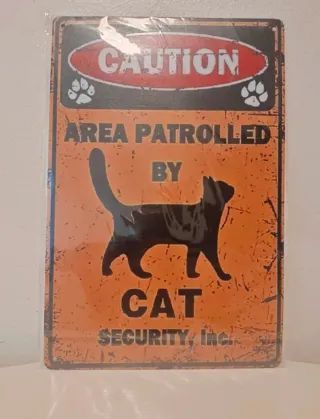 CAUTION
AREA PATROLLED
BY
CAT
SECURITY, Inc.